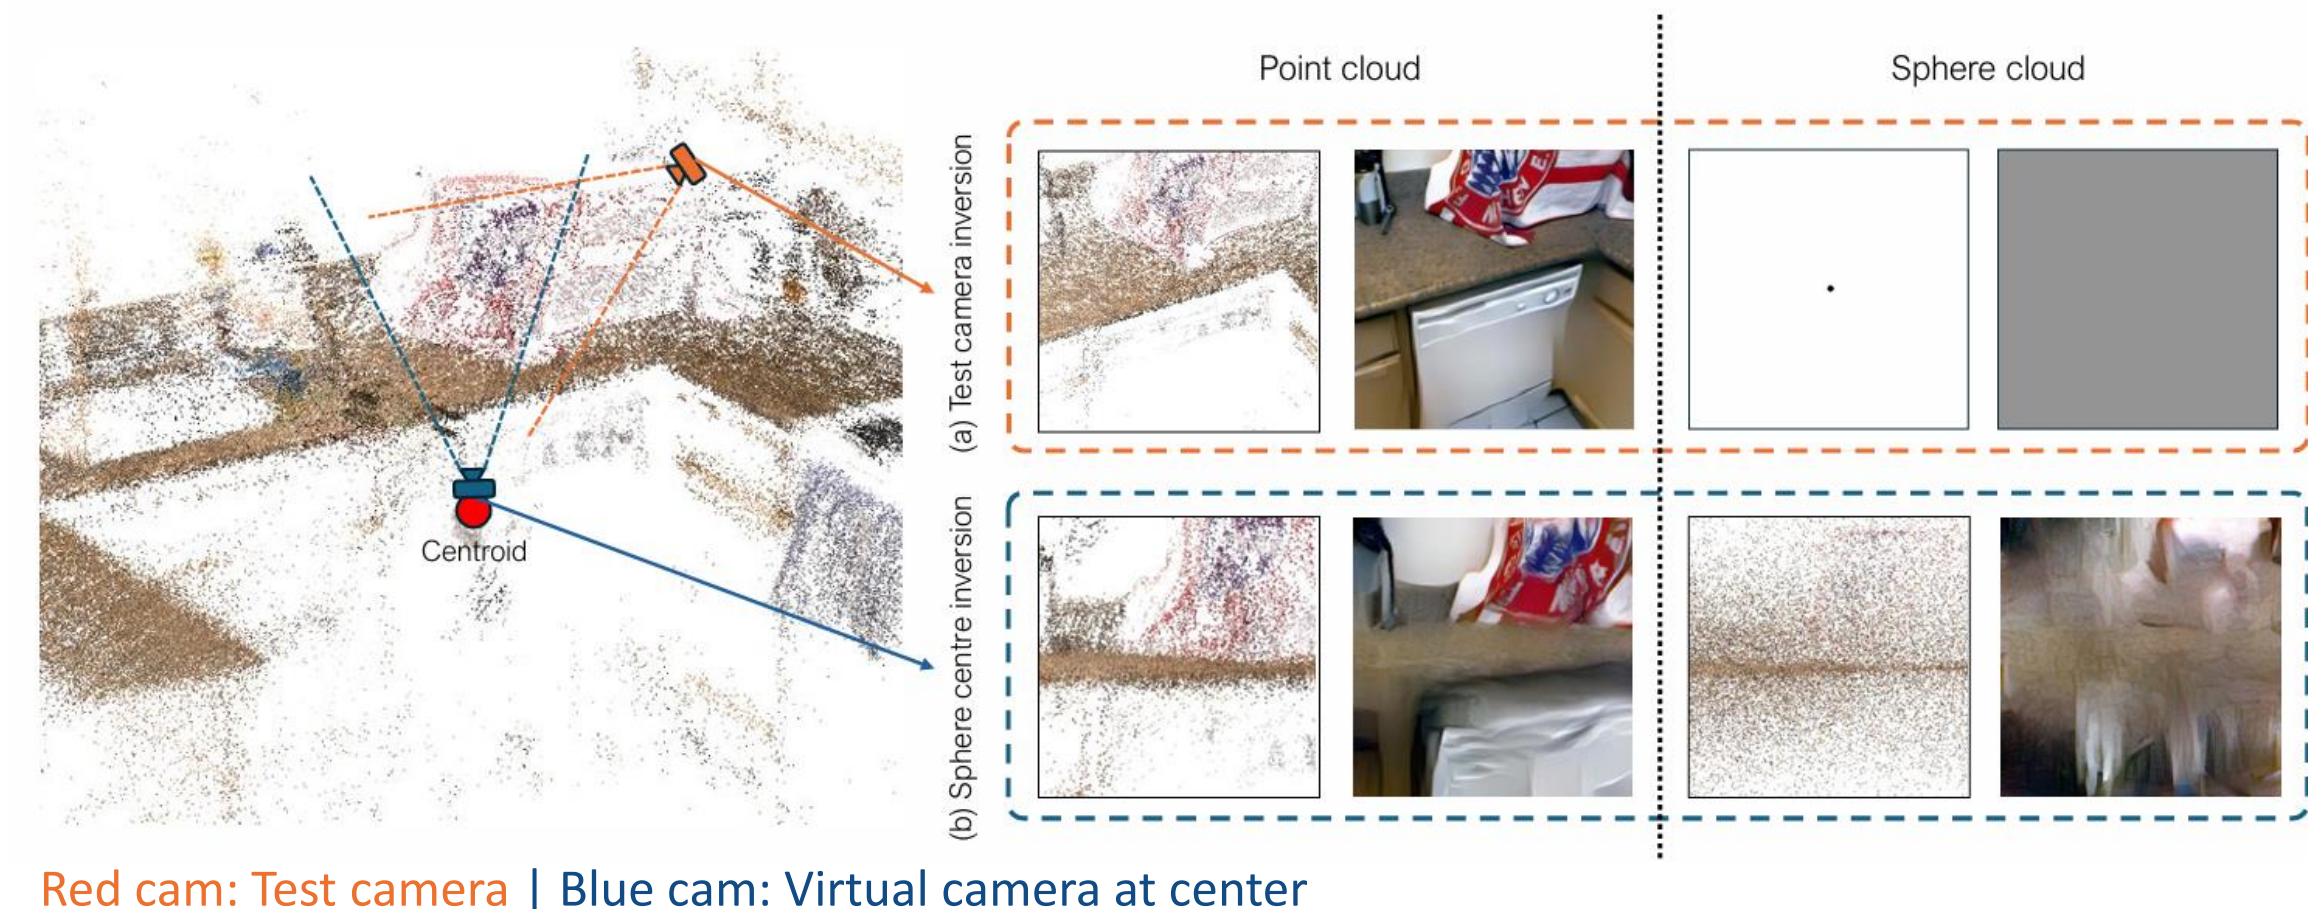 Point cloud
Sphere cloud
(a) Test camera inversion
Centroid
(b) Sphere centre inversion
Red cam: Test camera | Blue cam: Virtual camera at center